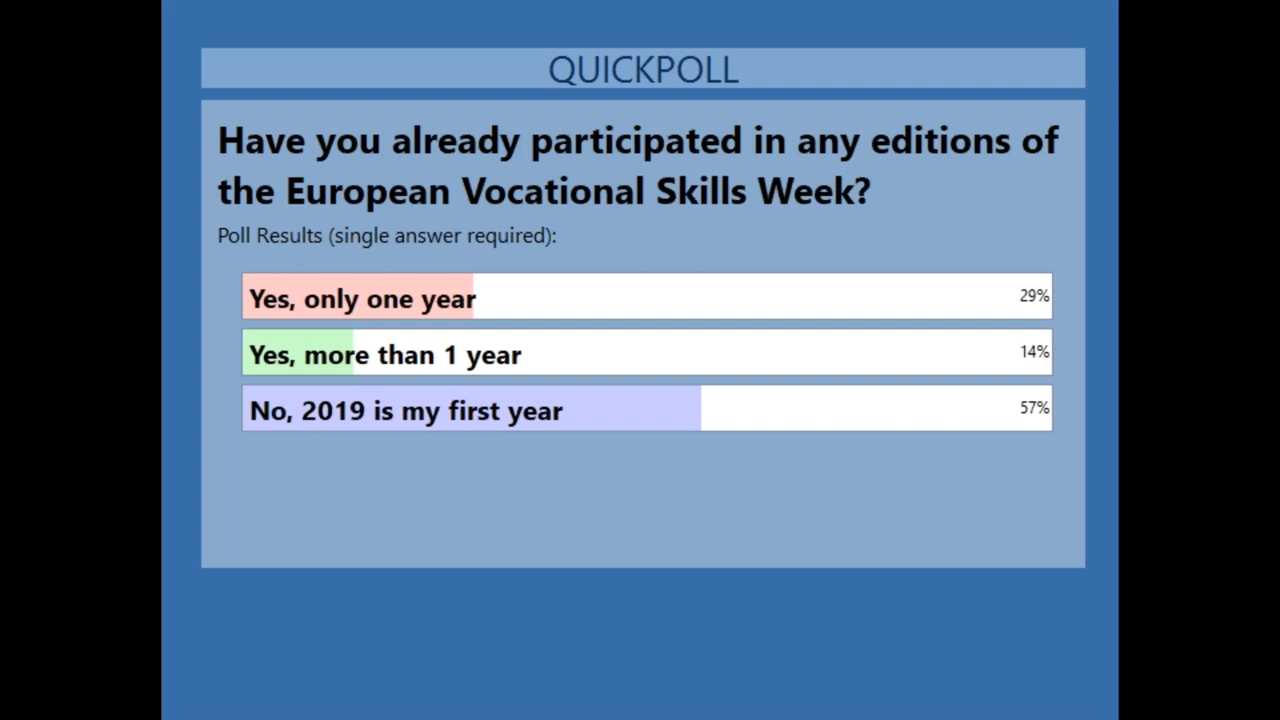 QUICKPOLL
Have you already participated in any editions of
the European Vocational Skills Week?
Poll Results (single answer required):
Yes, only one year 29%
Yes, more than 1 year 14%
No, 2019 is my first year 57%